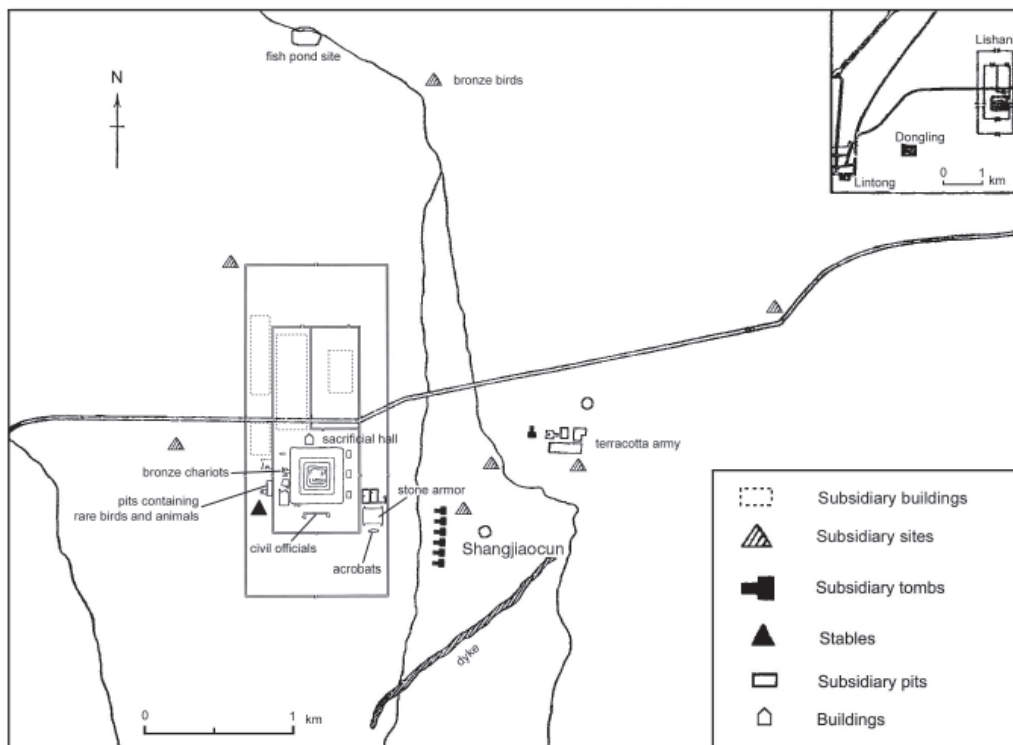 fish pond site
bronze birds
N
Lishan
Dongling
0 1
km
Lintong
sacrificial hall
terracotta army
bronze chariots
pits containing
rare birds and animals
stone armor
civil officials
acrobats
Shangjiaocun
dyke
0 1
km
Subsidiary buildings
Subsidiary sites
Subsidiary tombs
Stables
Subsidiary pits
Buildings